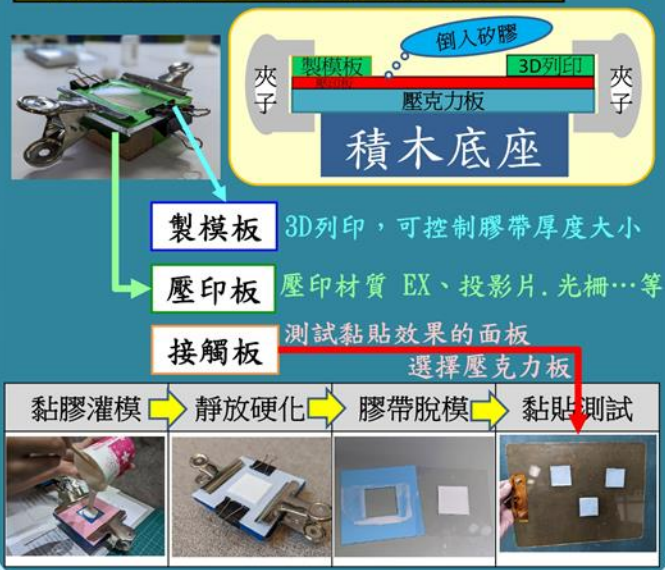 倒入矽膠
製模板
3D列印
夾子
夾子
壓印板
壓克力板
積木底座
製模板
3D列印，可控制膠帶厚度大小
壓印板
壓印材質 EX、投影片.光柵…等
接觸板
測試黏貼效果的面板
選擇壓克力板
黏膠灌模
靜放硬化
膠帶脫模
黏貼測試